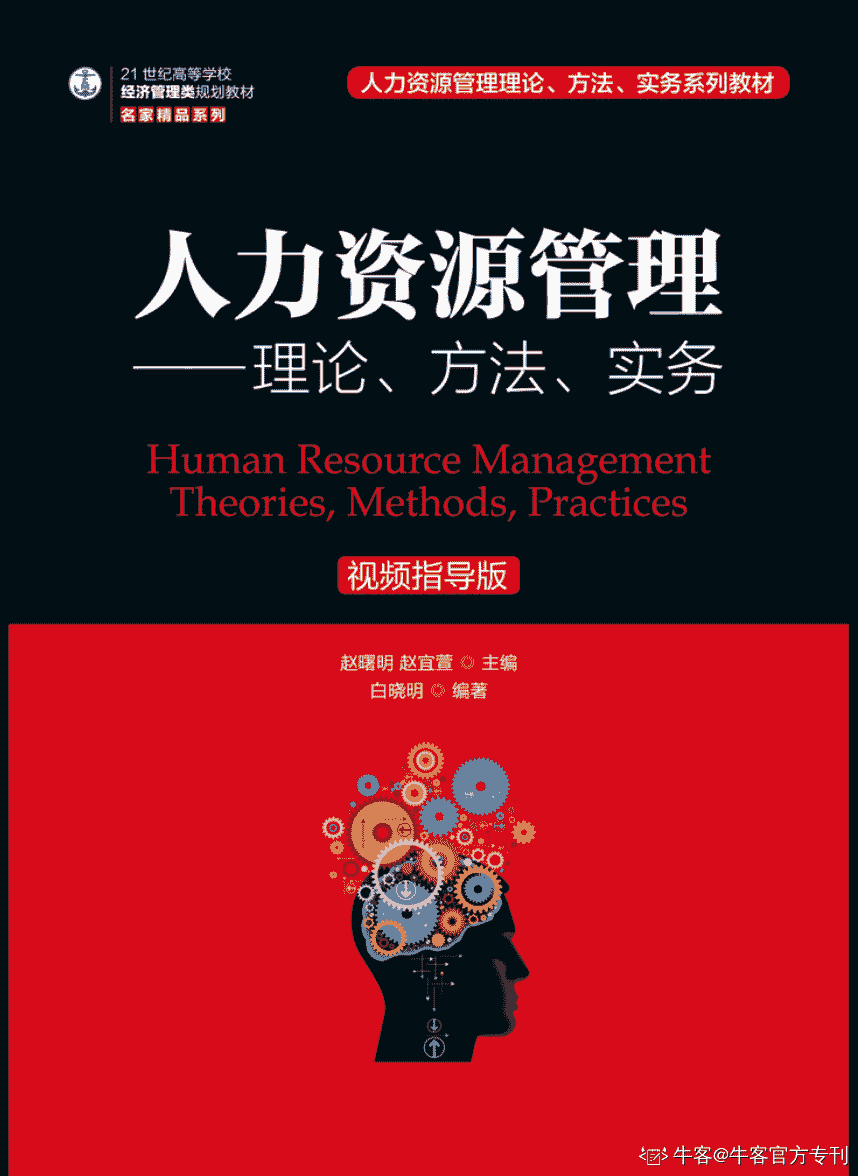 21世纪高等学校
经济管理类规划教材
名家精品系列
人力资源管理理论、方法、实务系列教材
人力资源管理
——理论、方法、实务
Human Resource Management
Theories, Methods, Practices
视频指导版
赵曙明 赵宜萱 主编
白晓明 编著
牛客@牛客官方专刊